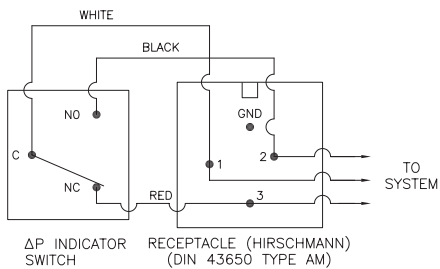 WHITE
BLACK
NO
GND
C
1
2
NC
RED
3
TO
SYSTEM
ΔP INDICATOR
SWITCH
RECEPTACLE (HIRSCHMANN)
(DIN 43650 TYPE AM)